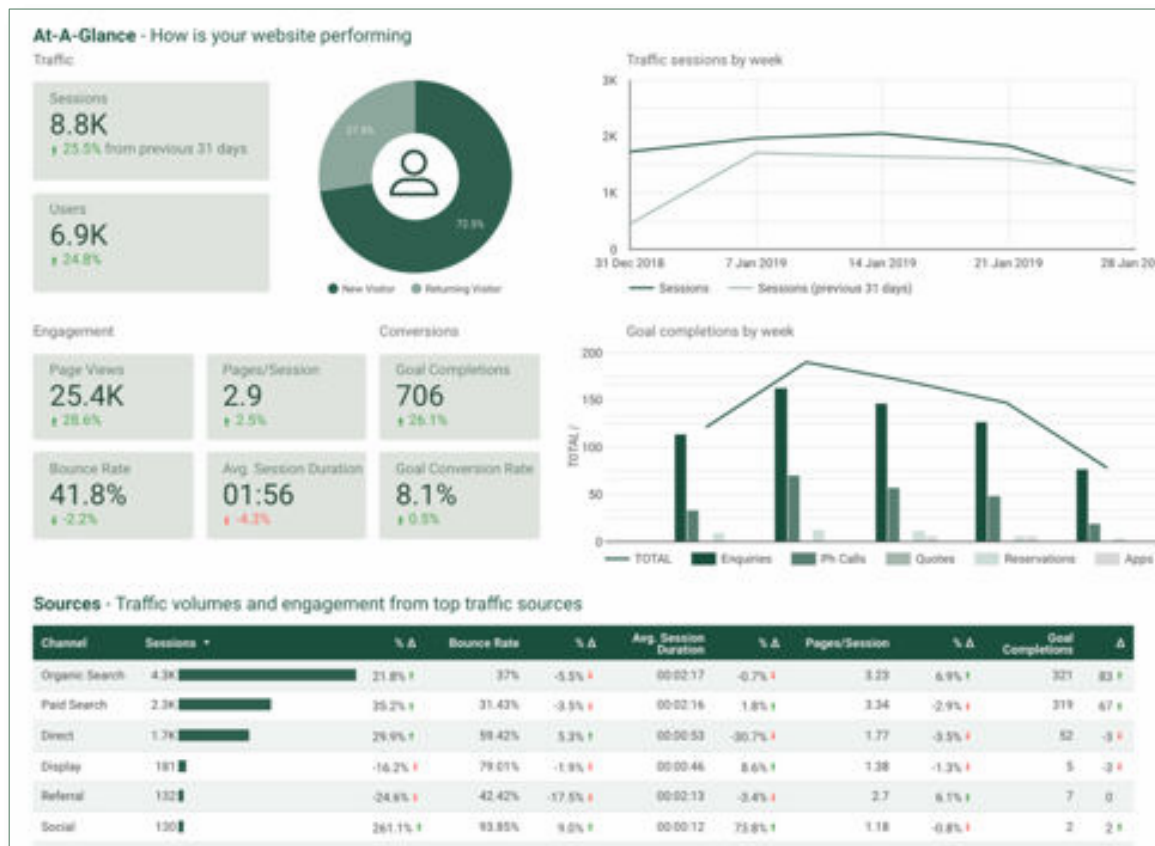 At-A-Glance - How is your website performing
Traffic
Sessions
8.8K
25.5% from previous 31 days
Users
6.9K
24.8%
27.5%
72.5%
New Visitor Returning Visitor
Traffic sessions by week
3K
2K
1K
0
31 Dec 2018 7 Jan 2019 14 Jan 2019 21 Jan 2019 28 Jan 20
Sessions Sessions (previous 31 days)
Engagement
Page Views
25.4K
28.6%
Pages/Session
2.9
2.5%
Bounce Rate
41.8%
-2.2%
Avg. Session Duration
01:56
-4.3%
Conversions
Goal Completions
706
26.1%
Goal Conversion Rate
8.1%
0.5%
Goal completions by week
200
150
100
50
0
TOTAL /
TOTAL Enquiries Ph Calls Quotes Reservations Apps
Sources - Traffic volumes and engagement from top traffic sources
Channel Sessions % Δ Bounce Rate % Δ Avg. Session Duration % Δ Pages/Session % Δ Goal Completions Δ
Organic Search 4.3K 21.8% 37% -5.5% 00:02:17 -0.7% 3.23 6.9% 321 83
Paid Search 2.3K 35.2% 31.43% -3.5% 00:02:16 1.8% 3.34 -2.9% 319 67
Direct 1.7K 29.9% 59.42% 5.3% 00:00:53 -30.7% 1.77 -3.5% 52 -3
Display 181 -16.2% 79.01% -1.9% 00:00:46 8.6% 1.38 -1.3% 5 -3
Referral 132 -24.6% 42.42% -17.5% 00:02:13 -3.4% 2.7 6.1% 7 0
Social 130 261.1% 93.85% 9.0% 00:00:12 73.8% 1.18 -0.8% 2 2